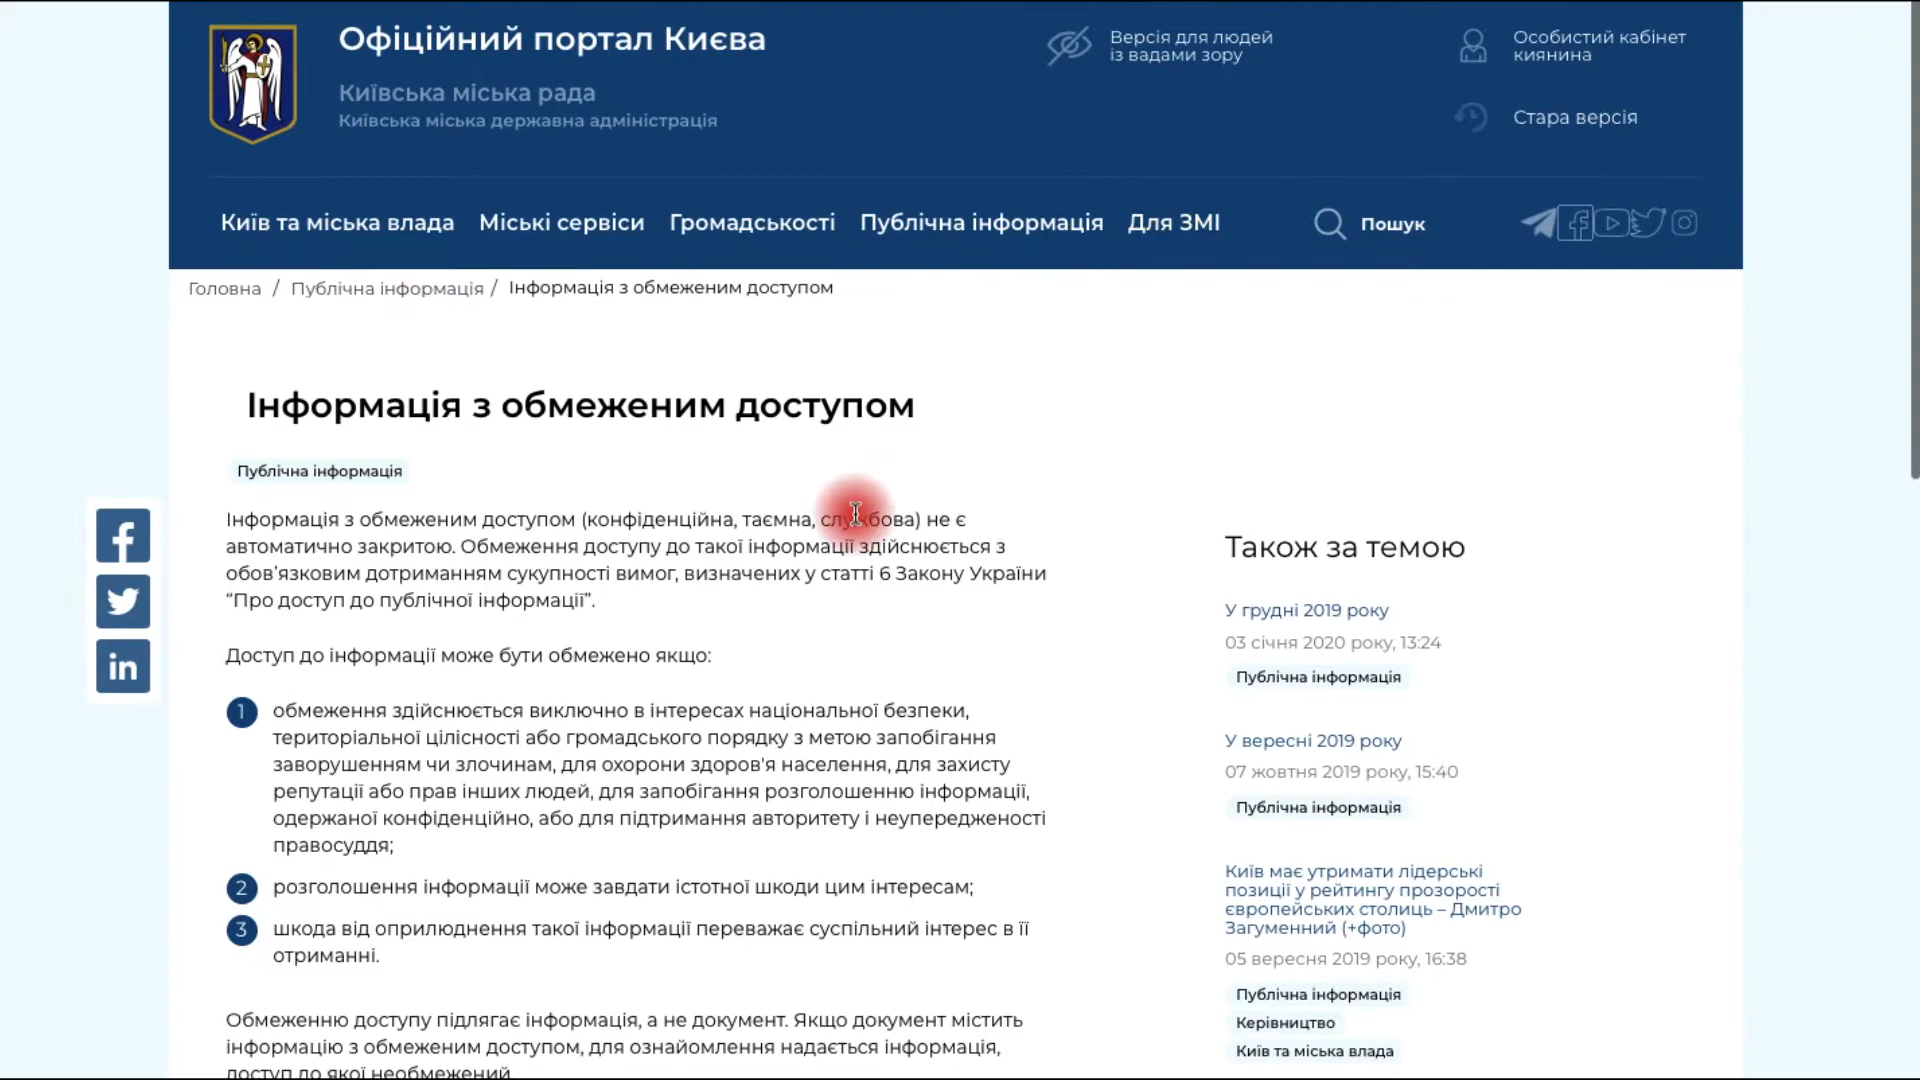 Офіційний портал Києва
Київська міська рада
Київська міська державна адміністрація
Версія для людей
із вадами зору
Особистий кабінет
киянина
Стара версія
Київ та міська влада Міські сервіси Громадськості Публічна інформація Для ЗМІ Пошук
Головна / Публічна інформація / Інформація з обмеженим доступом
Інформація з обмеженим доступом
Публічна інформація
Інформація з обмеженим доступом (конфіденційна, таємна, службова) не є
автоматично закритою. Обмеження доступу до такої інформації здійснюється з
обов’язковим дотриманням сукупності вимог, визначених у статті 6 Закону України
“Про доступ до публічної інформації”.
Доступ до інформації може бути обмежено якщо:
1 обмеження здійснюється виключно в інтересах національної безпеки,
територіальної цілісності або громадського порядку з метою запобігання
заворушенням чи злочинам, для охорони здоров'я населення, для захисту
репутації або прав інших людей, для запобігання розголошенню інформації,
одержаної конфіденційно, або для підтримання авторитету і неупередженості
правосуддя;
2 розголошення інформації може завдати істотної шкоди цим інтересам;
3 шкода від оприлюднення такої інформації переважає суспільний інтерес в її
отриманні.
Обмеженню доступу підлягає інформація, а не документ. Якщо документ містить
інформацію з обмеженим доступом, для ознайомлення надається інформація,
доступ до якої необмежений.
Також за темою
У грудні 2019 року
03 січня 2020 року, 13:24
Публічна інформація
У вересні 2019 року
07 жовтня 2019 року, 15:40
Публічна інформація
Київ має утримати лідерські
позиції у рейтингу прозорості
європейських столиць – Дмитро
Загуменний (+фото)
05 вересня 2019 року, 16:38
Публічна інформація
Керівництво
Київ та міська влада